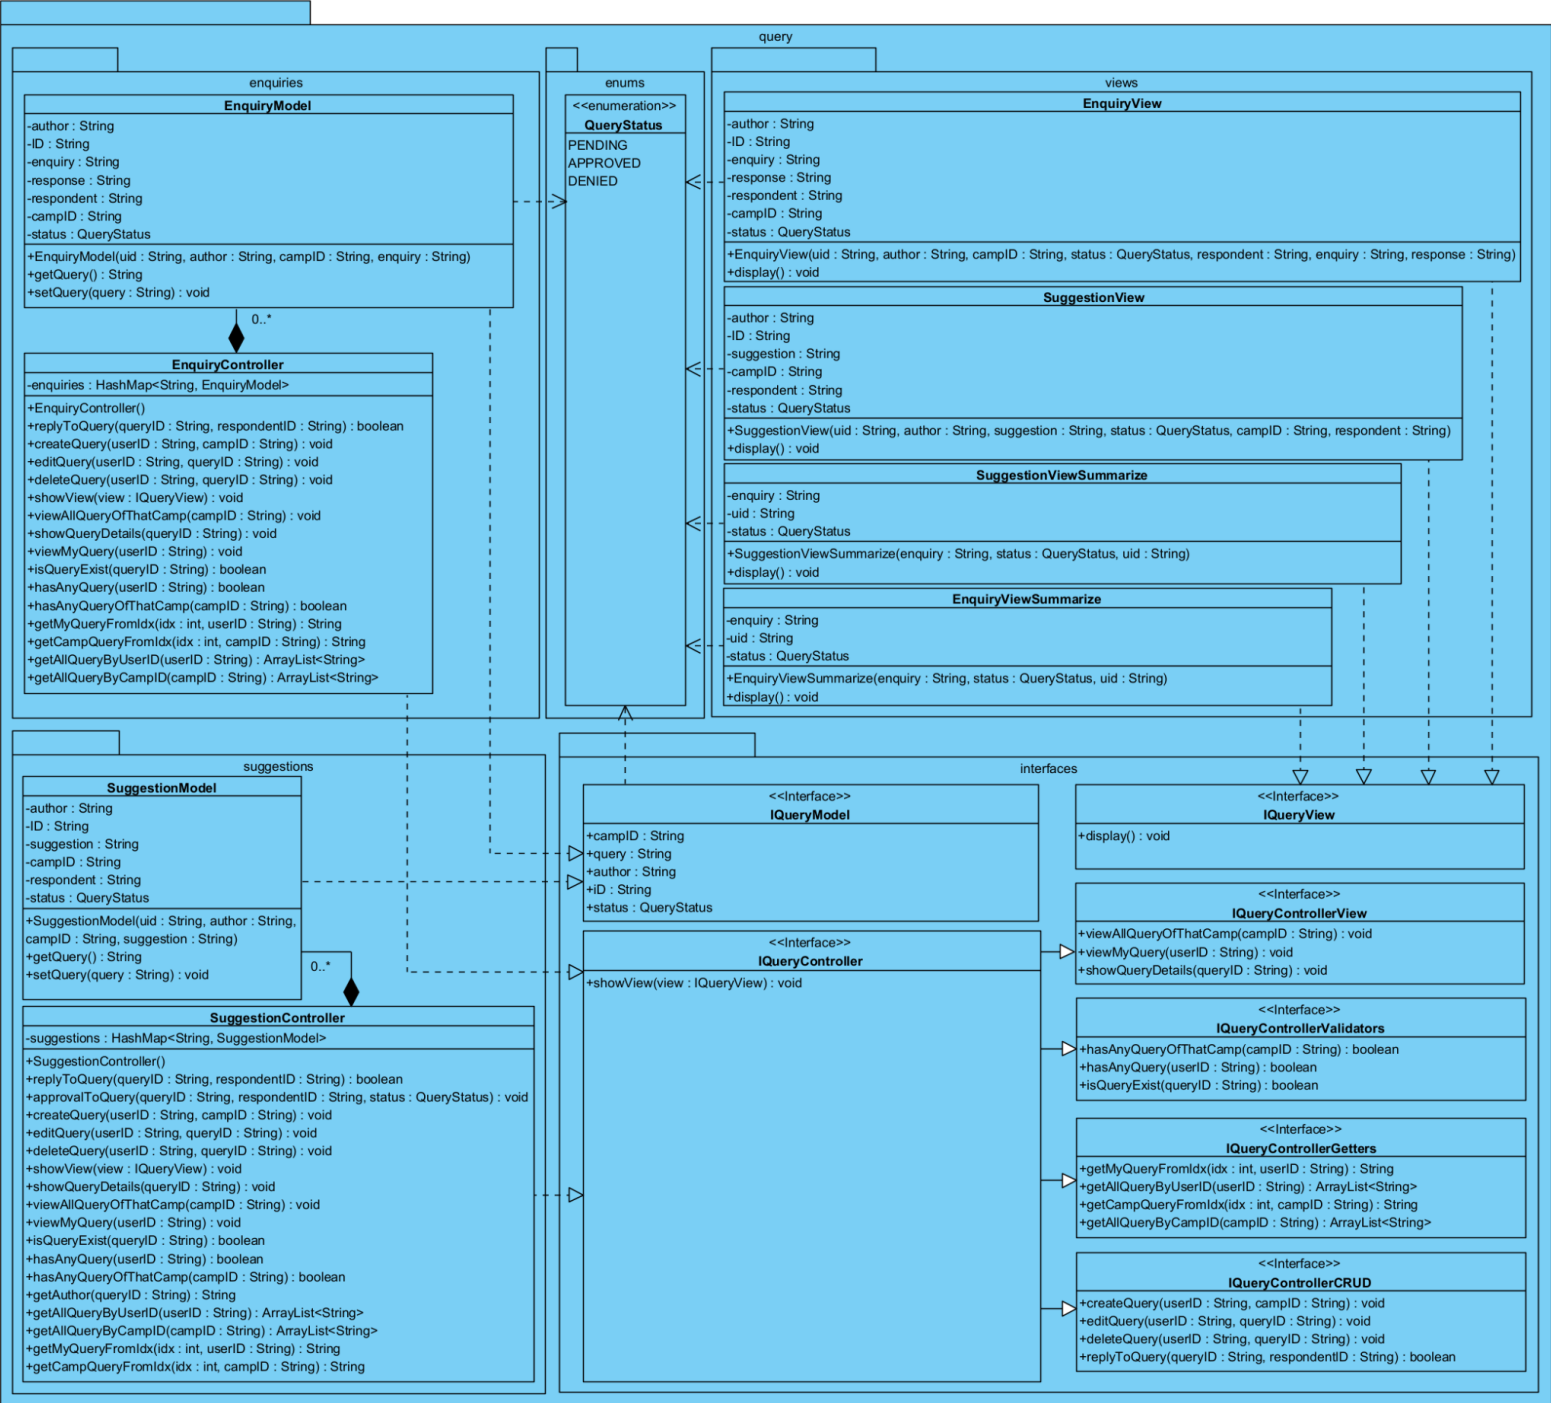 query
enquiries
EnquiryModel
-author : String
-ID : String
-enquiry : String
-response : String
-respondent : String
-campID : String
-status : QueryStatus
+EnquiryModel(uid : String, author : String, campID : String, enquiry : String)
+getQuery() : String
+setQuery(query : String) : void
0..*
EnquiryController
-enquiries : HashMap<String, EnquiryModel>
+EnquiryController()
+replyToQuery(queryID : String, respondentID : String) : boolean
+createQuery(userID : String, campID : String) : void
+editQuery(userID : String, queryID : String) : void
+deleteQuery(userID : String, queryID : String) : void
+showView(view : IQueryView) : void
+viewAllQueryOfThatCamp(campID : String) : void
+showQueryDetails(queryID : String) : void
+viewMyQuery(userID : String) : void
+isQueryExist(queryID : String) : boolean
+hasAnyQuery(userID : String) : boolean
+hasAnyQueryOfThatCamp(campID : String) : boolean
+getMyQueryFromIdx(idx : int, userID : String) : String
+getCampQueryFromIdx(idx : int, campID : String) : String
+getAllQueryByUserID(userID : String) : ArrayList<String>
+getAllQueryByCampID(campID : String) : ArrayList<String>
enums
<<enumeration>>
QueryStatus
PENDING
APPROVED
DENIED
views
EnquiryView
-author : String
-ID : String
-enquiry : String
-response : String
-respondent : String
-campID : String
-status : QueryStatus
+EnquiryView(uid : String, author : String, campID : String, status : QueryStatus, respondent : String, enquiry : String, response : String)
+display() : void
SuggestionView
-author : String
-ID : String
-suggestion : String
-campID : String
-respondent : String
-status : QueryStatus
+SuggestionView(uid : String, author : String, suggestion : String, status : QueryStatus, campID : String, respondent : String)
+display() : void
SuggestionViewSummarize
-enquiry : String
-uid : String
-status : QueryStatus
+SuggestionViewSummarize(enquiry : String, status : QueryStatus, uid : String)
+display() : void
EnquiryViewSummarize
-enquiry : String
-uid : String
-status : QueryStatus
+EnquiryViewSummarize(enquiry : String, status : QueryStatus, uid : String)
+display() : void
suggestions
SuggestionModel
-author : String
-ID : String
-suggestion : String
-campID : String
-respondent : String
-status : QueryStatus
+SuggestionModel(uid : String, author : String,
campID : String, suggestion : String)
+getQuery() : String
+setQuery(query : String) : void
0..*
SuggestionController
-suggestions : HashMap<String, SuggestionModel>
+SuggestionController()
+replyToQuery(queryID : String, respondentID : String) : boolean
+approvalToQuery(queryID : String, respondentID : String, status : QueryStatus) : void
+createQuery(userID : String, campID : String) : void
+editQuery(userID : String, queryID : String) : void
+deleteQuery(userID : String, queryID : String) : void
+showView(view : IQueryView) : void
+showQueryDetails(queryID : String) : void
+viewAllQueryOfThatCamp(campID : String) : void
+viewMyQuery(userID : String) : void
+isQueryExist(queryID : String) : boolean
+hasAnyQuery(userID : String) : boolean
+hasAnyQueryOfThatCamp(campID : String) : boolean
+getAuthor(queryID : String) : String
+getAllQueryByUserID(userID : String) : ArrayList<String>
+getAllQueryByCampID(campID : String) : ArrayList<String>
+getMyQueryFromIdx(idx : int, userID : String) : String
+getCampQueryFromIdx(idx : int, campID : String) : String
interfaces
<<Interface>>
IQueryModel
+campID : String
+query : String
+author : String
+iD : String
+status : QueryStatus
<<Interface>>
IQueryController
+showView(view : IQueryView) : void
<<Interface>>
IQueryView
+display() : void
<<Interface>>
IQueryControllerView
+viewAllQueryOfThatCamp(campID : String) : void
+viewMyQuery(userID : String) : void
+showQueryDetails(queryID : String) : void
<<Interface>>
IQueryControllerValidators
+hasAnyQueryOfThatCamp(campID : String) : boolean
+hasAnyQuery(userID : String) : boolean
+isQueryExist(queryID : String) : boolean
<<Interface>>
IQueryControllerGetters
+getMyQueryFromIdx(idx : int, userID : String) : String
+getAllQueryByUserID(userID : String) : ArrayList<String>
+getCampQueryFromIdx(idx : int, campID : String) : String
+getAllQueryByCampID(campID : String) : ArrayList<String>
<<Interface>>
IQueryControllerCRUD
+createQuery(userID : String, campID : String) : void
+editQuery(userID : String, queryID : String) : void
+deleteQuery(userID : String, queryID : String) : void
+replyToQuery(queryID : String, respondentID : String) : boolean